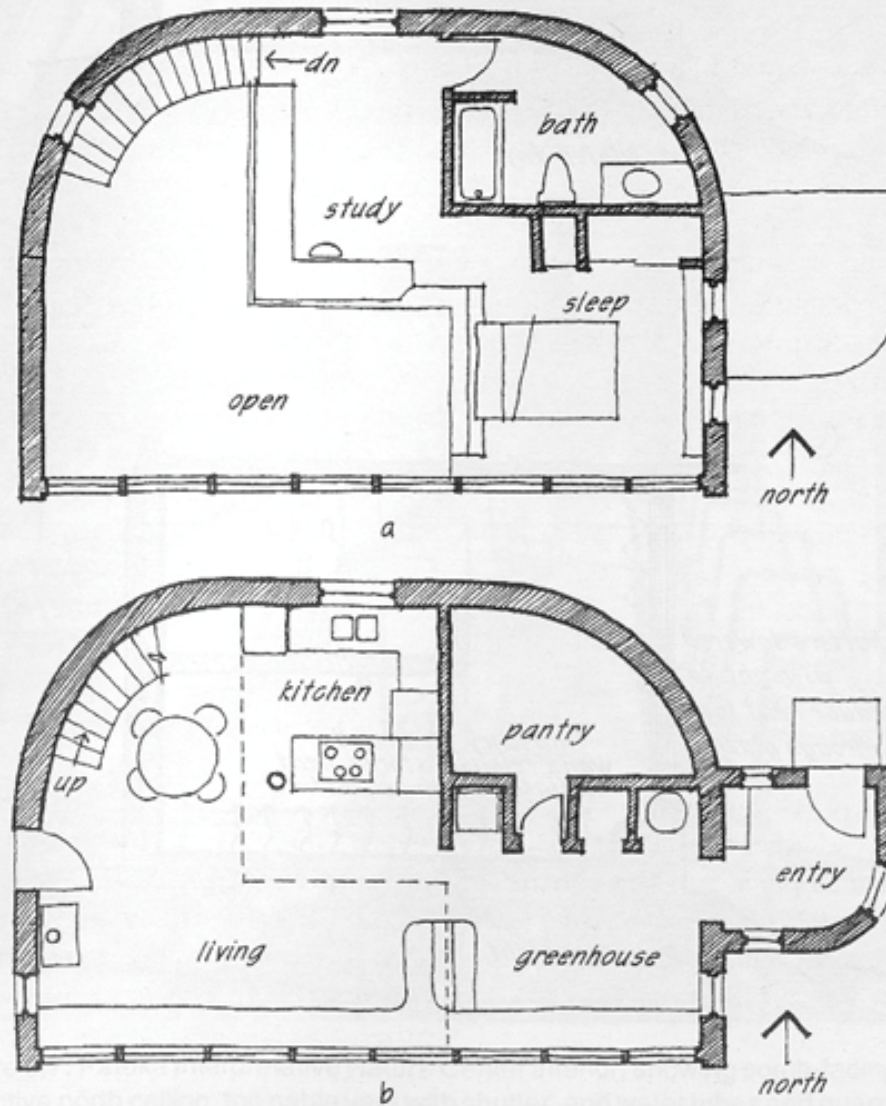 dn
bath
study
sleep
open
north
a
kitchen
pantry
up
entry
living
greenhouse
north
b